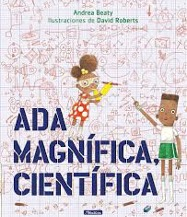 Andrea Beaty
Ilustraciones de David Roberts
ADA
MAGNÍFICA,
CIENTÍFICA